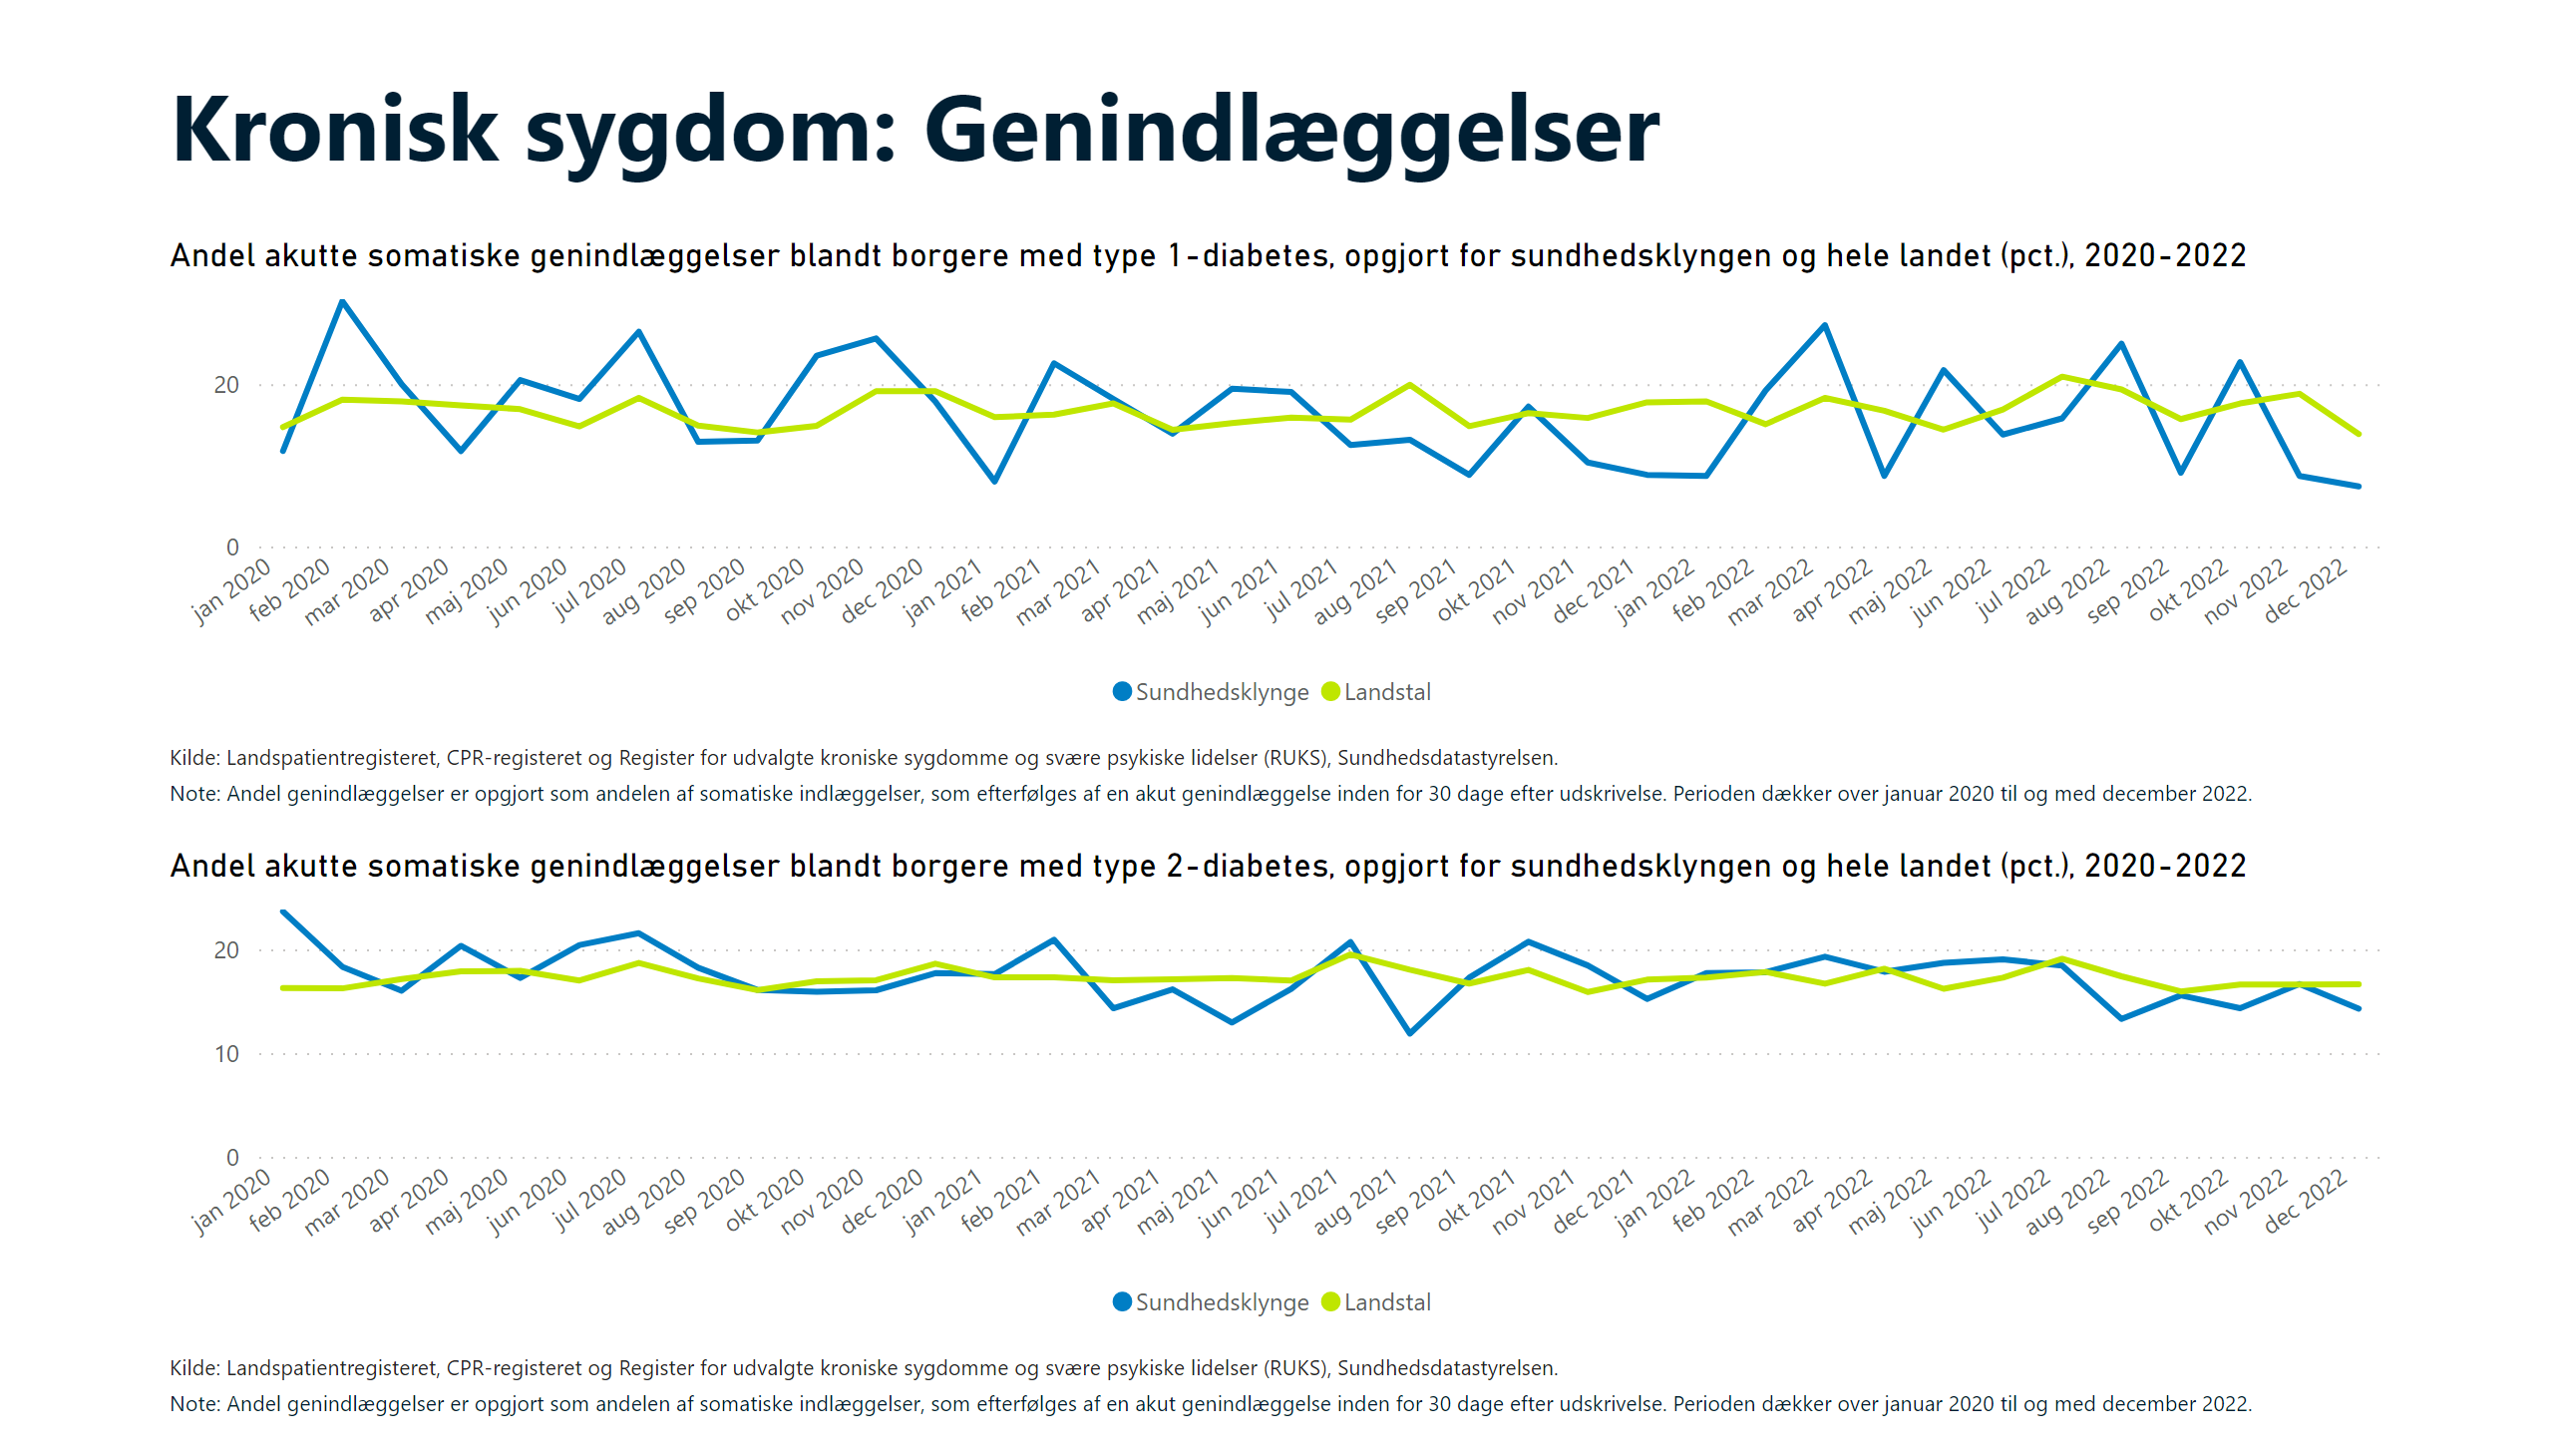 Kronisk sygdom: Genindlæggelser
Andel akutte somatiske genindlæggelser blandt borgere med type 1-diabetes, opgjort for sundhedsklyngen og hele landet (pct.), 2020-2022
20
0
jan 2020
feb 2020
mar 2020
apr 2020
maj 2020
jun 2020
jul 2020
aug 2020
sep 2020
okt 2020
nov 2020
dec 2020
jan 2021
feb 2021
mar 2021
apr 2021
maj 2021
jun 2021
jul 2021
aug 2021
sep 2021
okt 2021
nov 2021
dec 2021
jan 2022
feb 2022
mar 2022
apr 2022
maj 2022
jun 2022
jul 2022
aug 2022
sep 2022
okt 2022
nov 2022
dec 2022
Sundhedsklynge Landstal
Kilde: Landspatientregisteret, CPR-registeret og Register for udvalgte kroniske sygdomme og svære psykiske lidelser (RUKS), Sundhedsdatastyrelsen.
Note: Andel genindlæggelser er opgjort som andelen af somatiske indlæggelser, som efterfølges af en akut genindlæggelse inden for 30 dage efter udskrivelse. Perioden dækker over januar 2020 til og med december 2022.
Andel akutte somatiske genindlæggelser blandt borgere med type 2-diabetes, opgjort for sundhedsklyngen og hele landet (pct.), 2020-2022
20
10
0
jan 2020
feb 2020
mar 2020
apr 2020
maj 2020
jun 2020
jul 2020
aug 2020
sep 2020
okt 2020
nov 2020
dec 2020
jan 2021
feb 2021
mar 2021
apr 2021
maj 2021
jun 2021
jul 2021
aug 2021
sep 2021
okt 2021
nov 2021
dec 2021
jan 2022
feb 2022
mar 2022
apr 2022
maj 2022
jun 2022
jul 2022
aug 2022
sep 2022
okt 2022
nov 2022
dec 2022
Sundhedsklynge Landstal
Kilde: Landspatientregisteret, CPR-registeret og Register for udvalgte kroniske sygdomme og svære psykiske lidelser (RUKS), Sundhedsdatastyrelsen.
Note: Andel genindlæggelser er opgjort som andelen af somatiske indlæggelser, som efterfølges af en akut genindlæggelse inden for 30 dage efter udskrivelse. Perioden dækker over januar 2020 til og med december 2022.